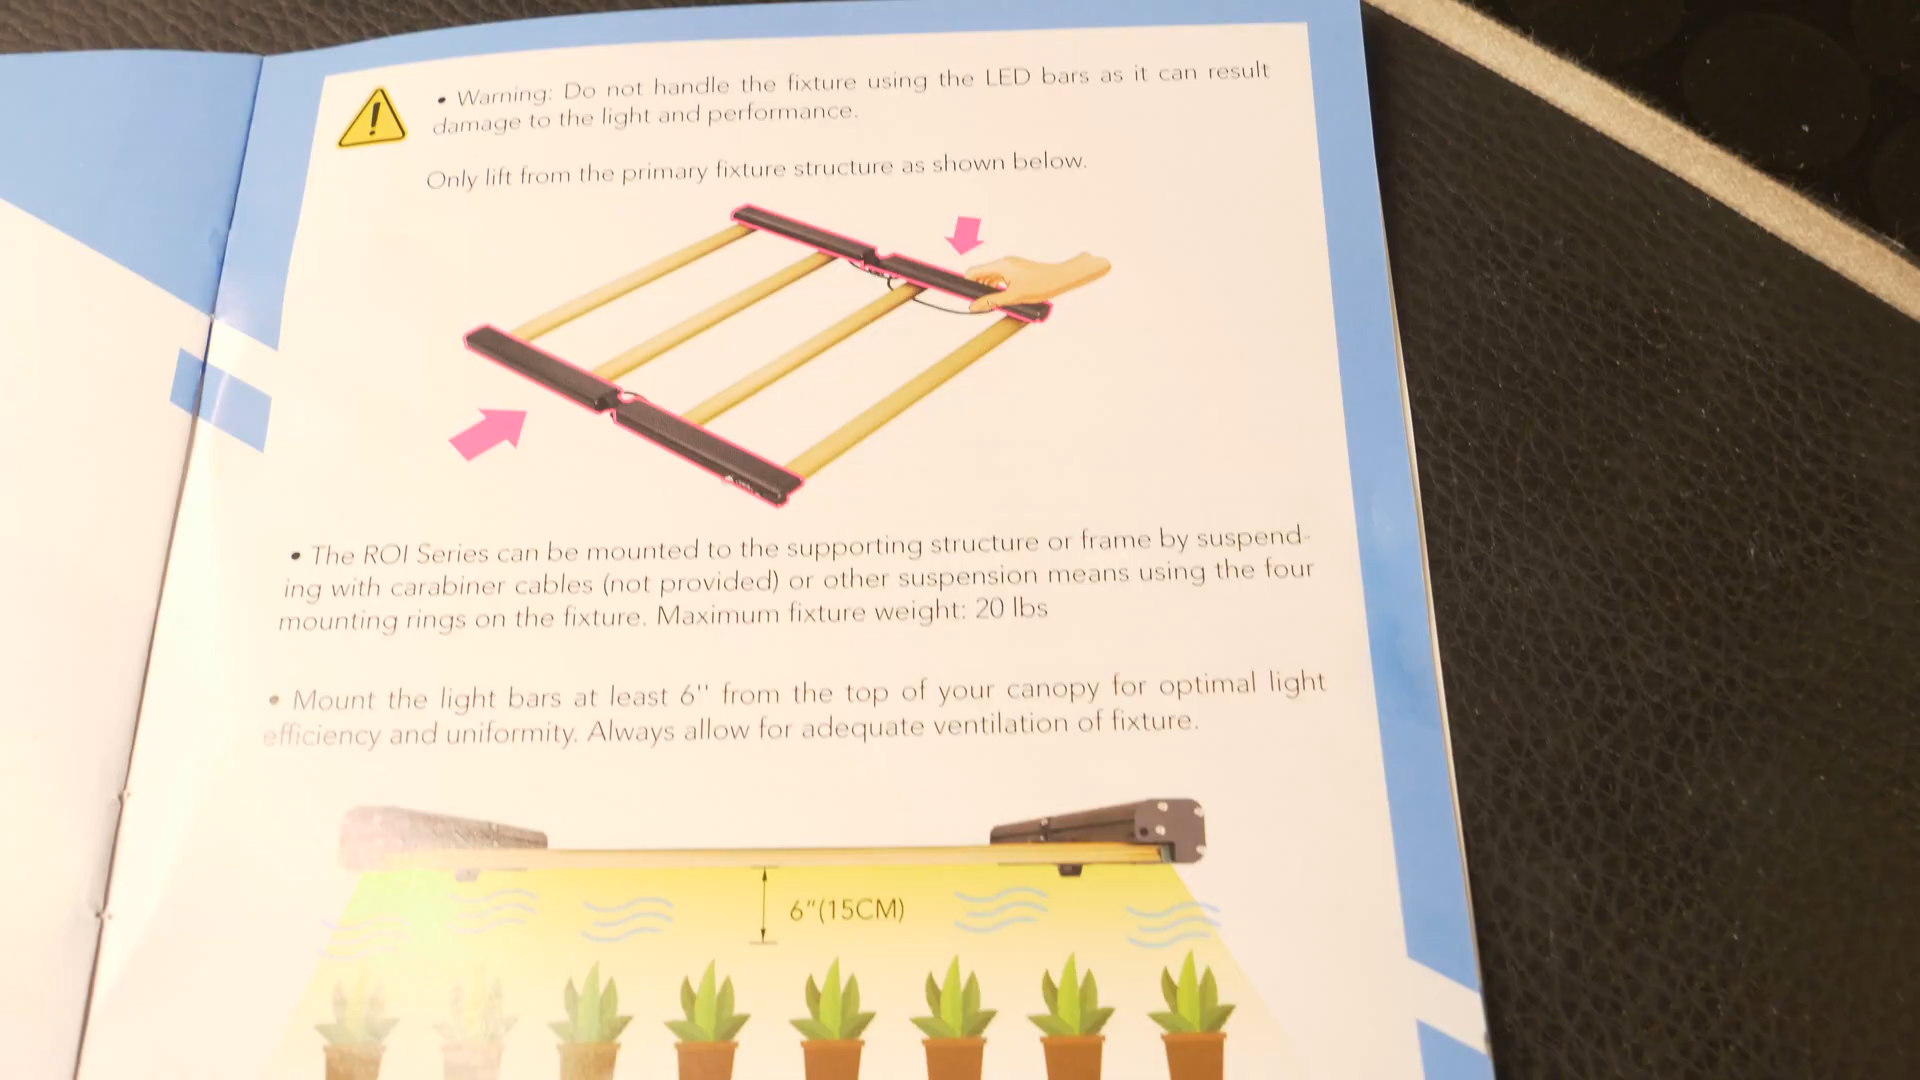 • Warning: Do not handle the fixture using the LED bars as it can result
damage to the light and performance.
Only lift from the primary fixture structure as shown below.
• The ROI Series can be mounted to the supporting structure or frame by suspend-
ing with carabiner cables (not provided) or other suspension means using the four
mounting rings on the fixture. Maximum fixture weight: 20 lbs
• Mount the light bars at least 6'' from the top of your canopy for optimal light
efficiency and uniformity. Always allow for adequate ventilation of fixture.
6"(15CM)